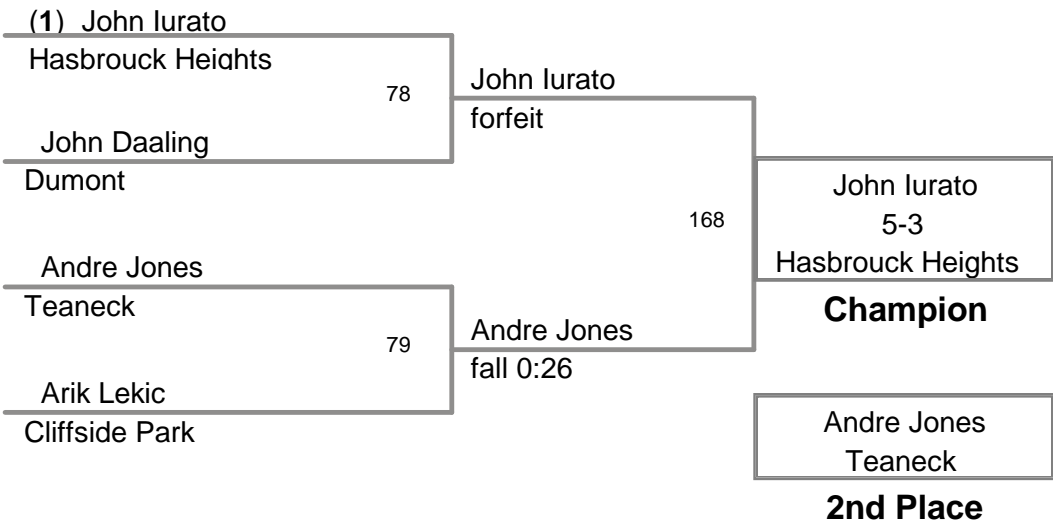 (1) John Iurato
Hasbrouck Heights
78
John Daaling
Dumont
John Iurato
forfeit
Andre Jones
Teaneck
79
Arik Lekic
Cliffside Park
Andre Jones
fall 0:26
168
John Iurato
5-3
Hasbrouck Heights
Champion
Andre Jones
Teaneck
2nd Place